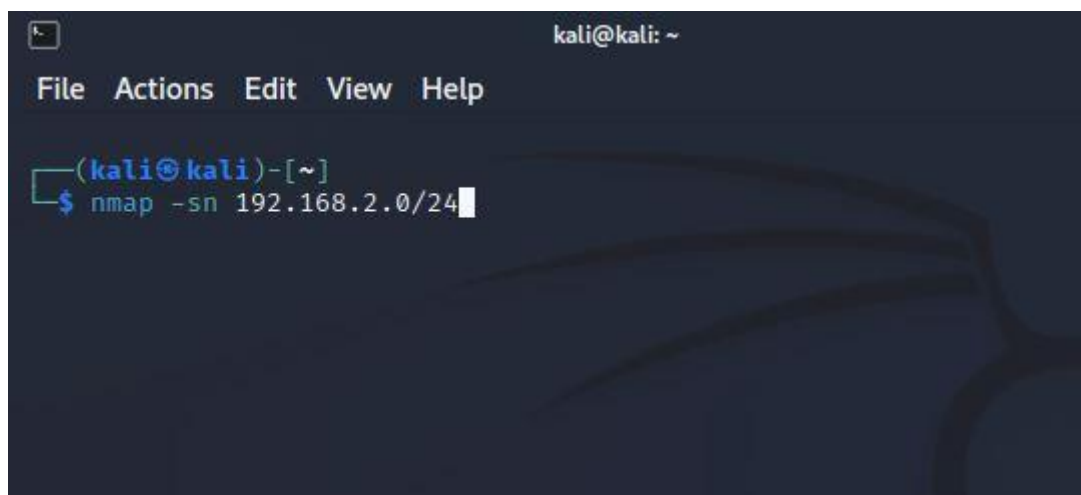 kali@kali: ~
File Actions Edit View Help
┌──(kali㉿kali)-[~]
└─$ nmap -sn 192.168.2.0/24